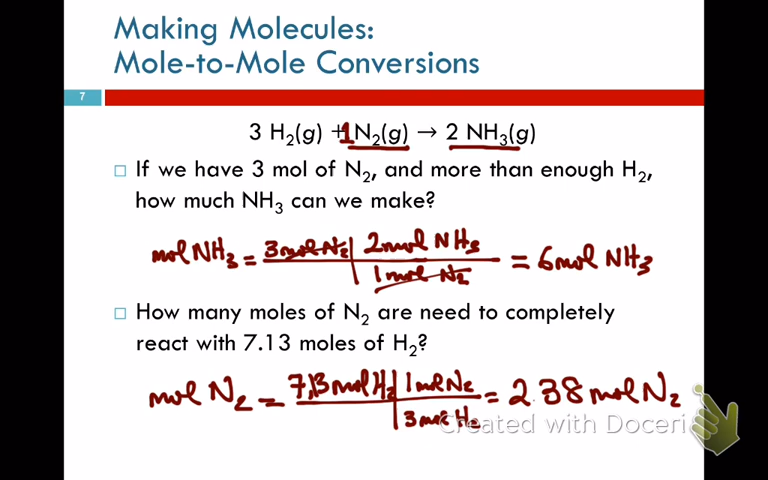 Making Molecules:
Mole-to-Mole Conversions
7
3 H₂(g) + 1 N₂(g) → 2 NH₃(g)
If we have 3 mol of N₂, and more than enough H₂,
how much NH₃ can we make?
mol NH₃ = 3 mol N₂ | 2 mol NH₃ = 6 mol NH₃
1 mol N₂
How many moles of N₂ are need to completely
react with 7.13 moles of H₂?
mol N₂ = 7.13 mol H₂ | 1 mol N₂ = 2.38 mol N₂
3 mol H₂
Created with Doceri